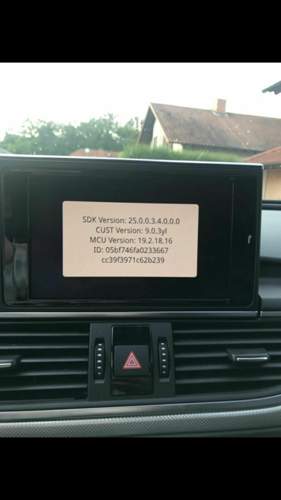 SDK Version: 25.0.0.3.4.0.0.0
CUST Version: 9.0.3yl
MCU Version: 19.2.18.16
ID: 05bf746fa0233667
cc39f3971c62b239